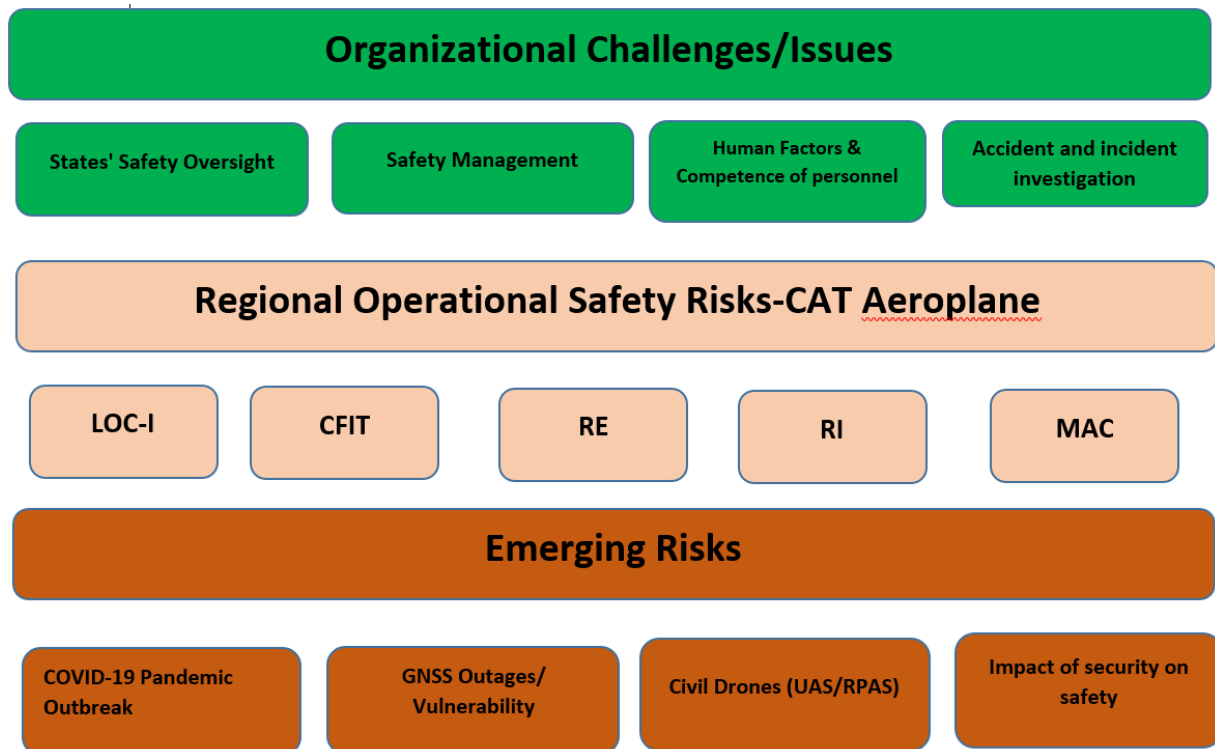 Organizational Challenges/Issues
States' Safety Oversight
Safety Management
Human Factors &
Competence of personnel
Accident and incident
investigation
Regional Operational Safety Risks-CAT Aeroplane
LOC-I
CFIT
RE
RI
MAC
Emerging Risks
COVID-19 Pandemic
Outbreak
GNSS Outages/
Vulnerability
Civil Drones (UAS/RPAS)
Impact of security on
safety